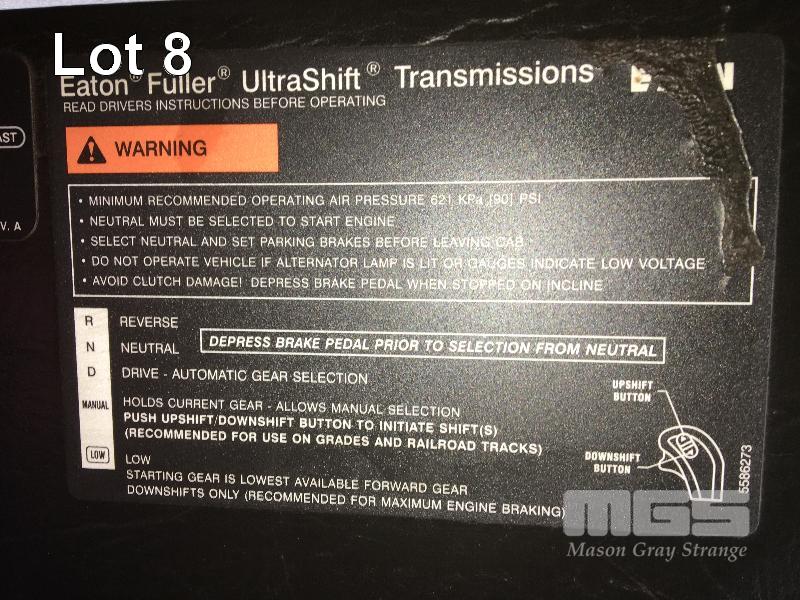 Lot 8
Eaton® Fuller® UltraShift® Transmissions
READ DRIVERS INSTRUCTIONS BEFORE OPERATING
AST
WARNING
V. A
• MINIMUM RECOMMENDED OPERATING AIR PRESSURE 621 KPa [90] PSI
• NEUTRAL MUST BE SELECTED TO START ENGINE
• SELECT NEUTRAL AND SET PARKING BRAKES BEFORE LEAVING CAB
• DO NOT OPERATE VEHICLE IF ALTERNATOR LAMP IS LIT OR GAUGES INDICATE LOW VOLTAGE
• AVOID CLUTCH DAMAGE! DEPRESS BRAKE PEDAL WHEN STOPPED ON INCLINE
R REVERSE
N NEUTRAL DEPRESS BRAKE PEDAL PRIOR TO SELECTION FROM NEUTRAL
D DRIVE - AUTOMATIC GEAR SELECTION
MANUAL HOLDS CURRENT GEAR - ALLOWS MANUAL SELECTION
PUSH UPSHIFT/DOWNSHIFT BUTTON TO INITIATE SHIFT(S)
(RECOMMENDED FOR USE ON GRADES AND RAILROAD TRACKS)
LOW LOW
STARTING GEAR IS LOWEST AVAILABLE FORWARD GEAR
DOWNSHIFTS ONLY (RECOMMENDED FOR MAXIMUM ENGINE BRAKING)
UPSHIFT
BUTTON
DOWNSHIFT
BUTTON
5586273
MGS
Mason Gray Strange